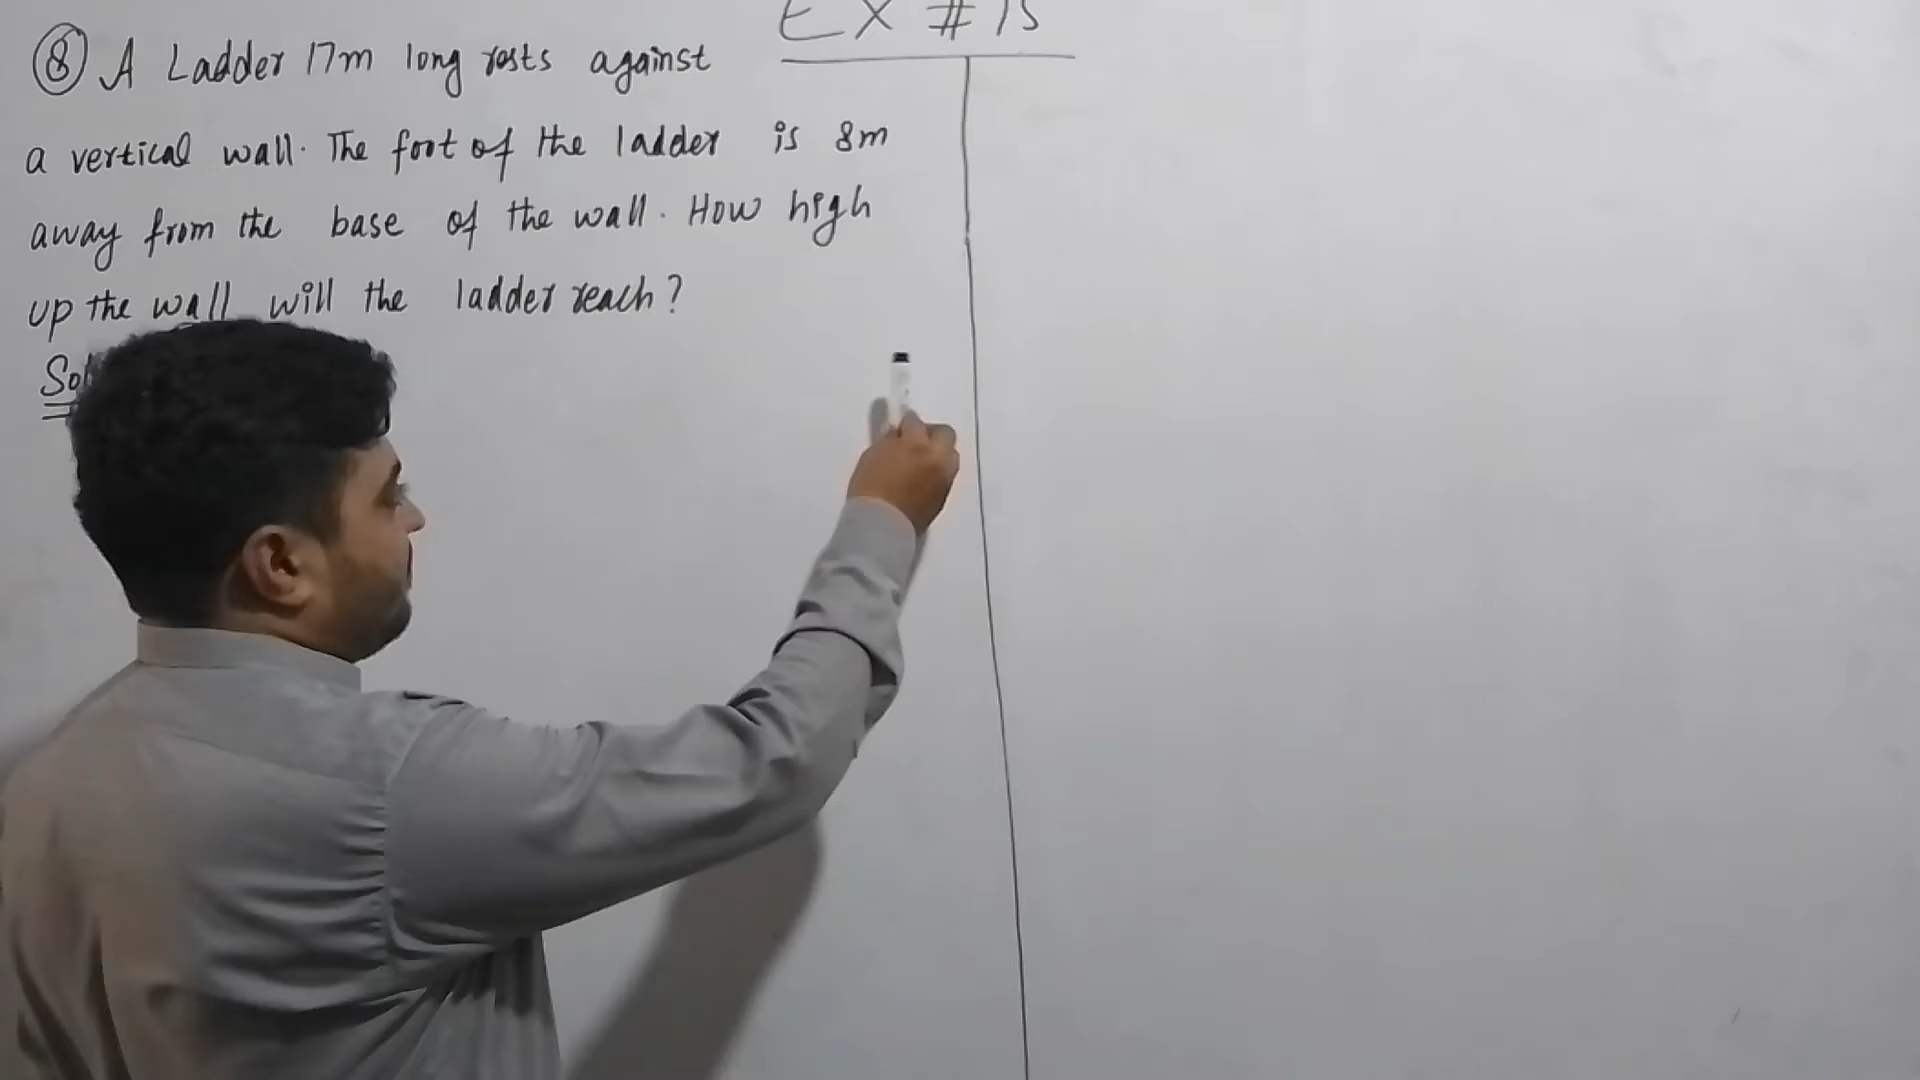 Ex # 15
⑧ A Ladder 17m long rests against
a vertical wall. The foot of the ladder is 8m
away from the base of the wall. How high
up the wall will the ladder reach?
Sol